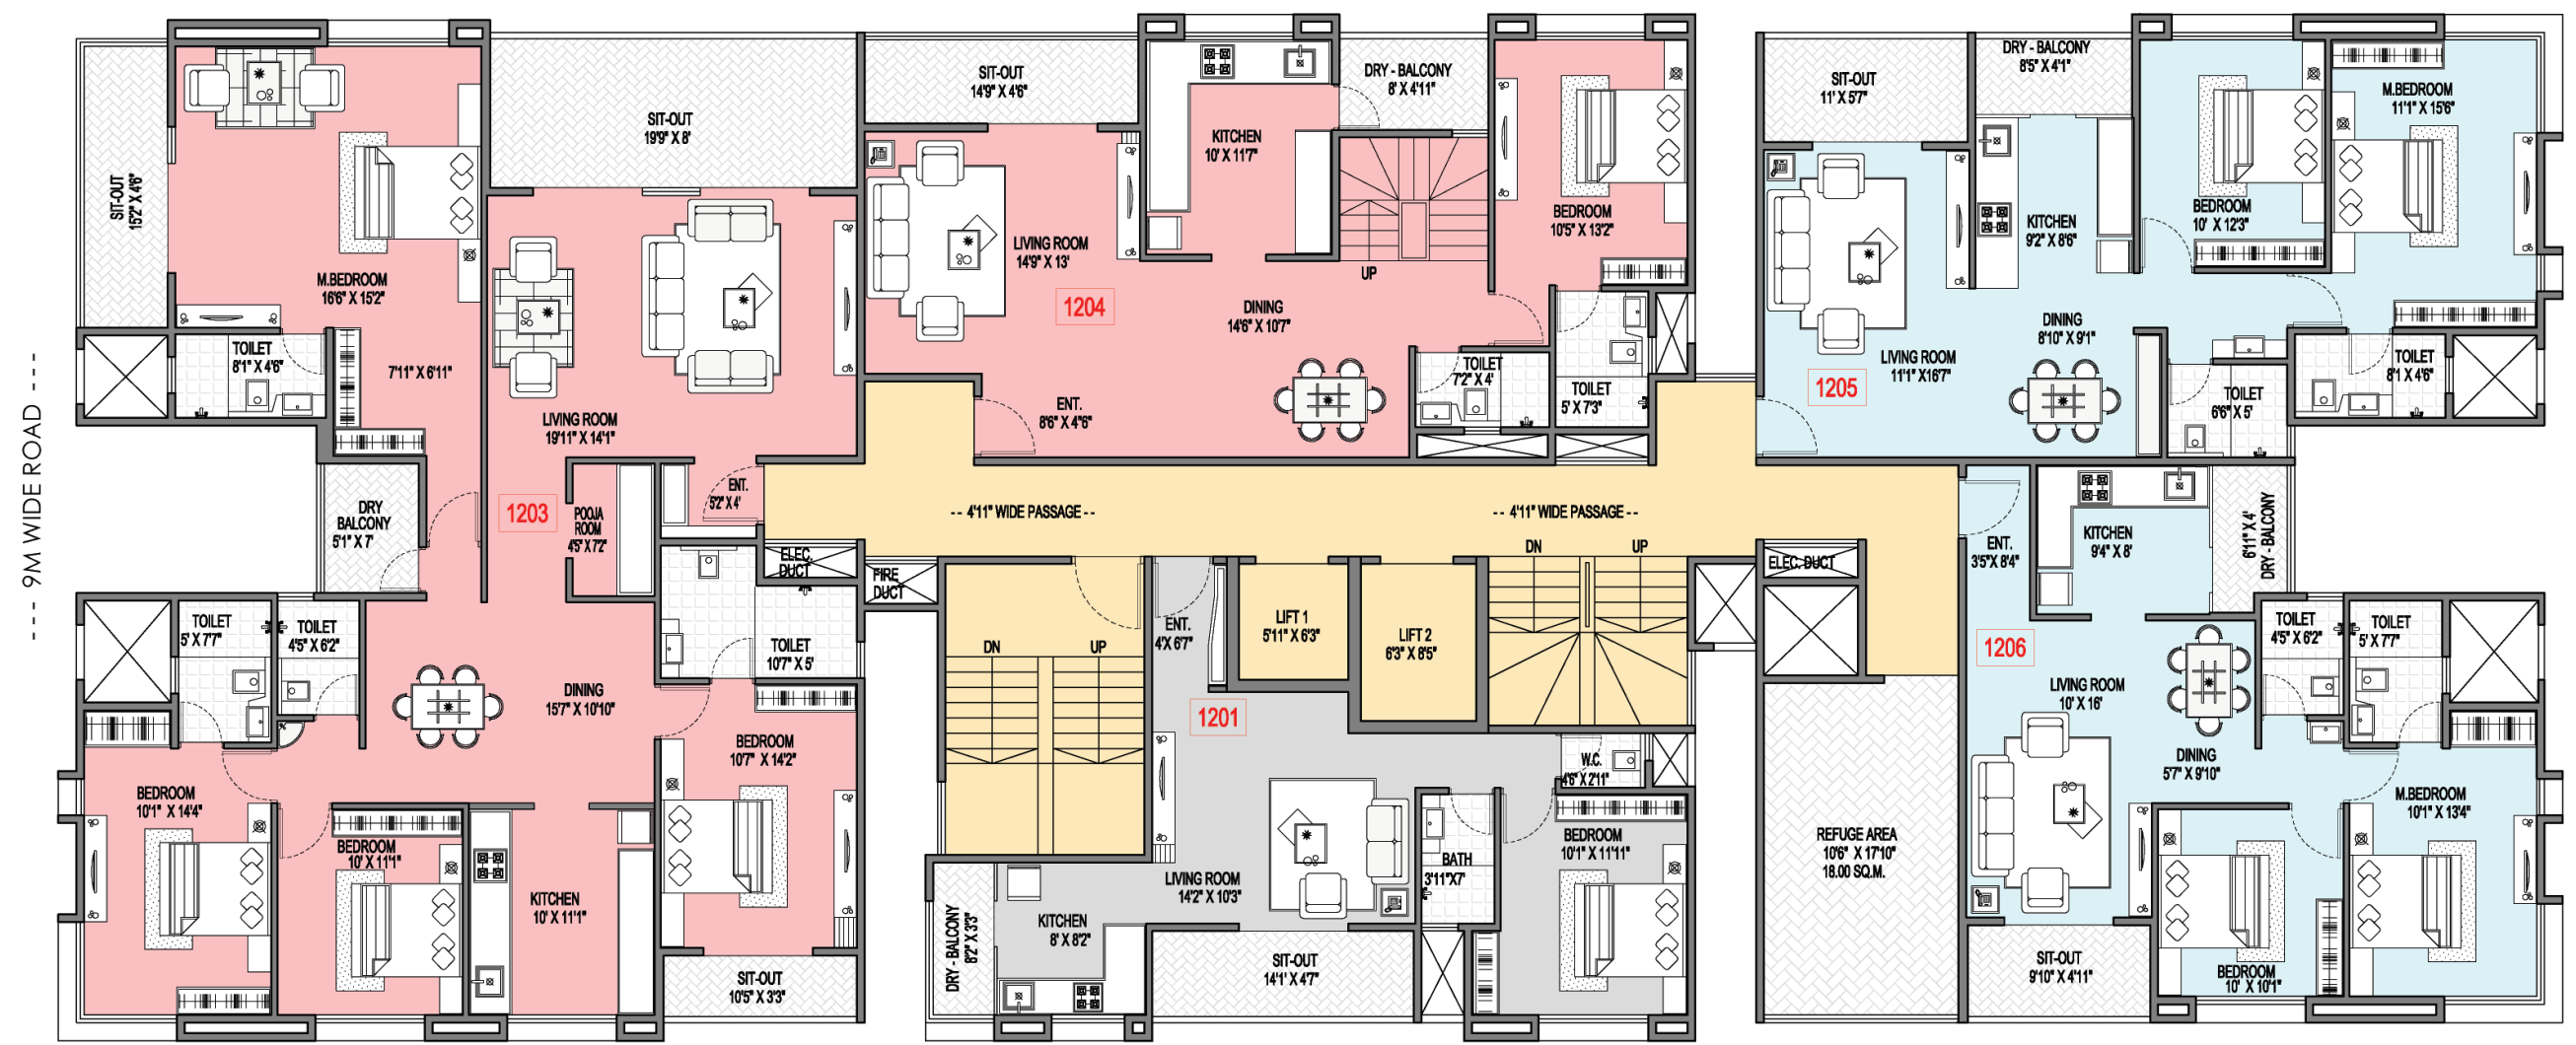 ---- 9M WIDE ROAD ----
SIT-OUT
15'2" X 4'6"
M.BEDROOM
16'6" X 15'2"
TOILET
8'1" X 4'6"
7'11" X 6'11"
SIT-OUT
19'9" X 8'
LIVING ROOM
19'11" X 14'1"
1203
POOJA
ROOM
4'5" X 7'2"
ENT.
5'2" X 4'
DRY
BALCONY
5'1" X 7'
ELEC.
DUCT
FIRE
DUCT
TOILET
5' X 7'7"
TOILET
4'5" X 6'2"
TOILET
10'7" X 5'
DINING
15'7" X 10'10"
BEDROOM
10'7" X 14'2"
BEDROOM
10'1" X 14'4"
BEDROOM
10' X 11'1"
KITCHEN
10' X 11'1"
SIT-OUT
10'5" X 3'3"
SIT-OUT
14'9" X 4'6"
KITCHEN
10' X 11'7"
DRY - BALCONY
8' X 4'11"
BEDROOM
10'5" X 13'2"
LIVING ROOM
14'9" X 13'
1204
UP
DINING
14'6" X 10'7"
ENT.
8'6" X 4'6"
TOILET
7'2" X 4'
TOILET
5' X 7'3"
-- 4'11" WIDE PASSAGE --
-- 4'11" WIDE PASSAGE --
DN
UP
DN
UP
ENT.
4'X 6'7"
LIFT 1
5'11" X 6'3"
LIFT 2
6'3" X 8'5"
1201
W.C.
4'6" X 2'11"
BEDROOM
10'1" X 11'11"
BATH
3'11"X7'
LIVING ROOM
14'2" X 10'3"
KITCHEN
8' X 8'2"
DRY - BALCONY
8'2" X 3'3"
SIT-OUT
14'1' X 4'7"
SIT-OUT
11' X 5'7"
DRY - BALCONY
8'5" X 4'1"
M.BEDROOM
11'1" X 15'6"
BEDROOM
10' X 12'3"
KITCHEN
9'2" X 8'6"
DINING
8'10" X 9'1"
LIVING ROOM
11'1" X16'7"
1205
TOILET
8'1 X 4'6"
TOILET
6'6" X 5'
ELEC. DUCT
ENT.
3'5"X 8'4"
KITCHEN
9'4" X 8'
6'11" X 4'
DRY - BALCONY
1206
TOILET
4'5" X 6'2"
TOILET
5' X 7'7"
LIVING ROOM
10' X 16'
DINING
5'7" X 9'10"
M.BEDROOM
10'1" X 13'4"
REFUGE AREA
10'6" X 17'10"
18.00 SQ.M.
SIT-OUT
9'10" X 4'11"
BEDROOM
10' X 10'1"